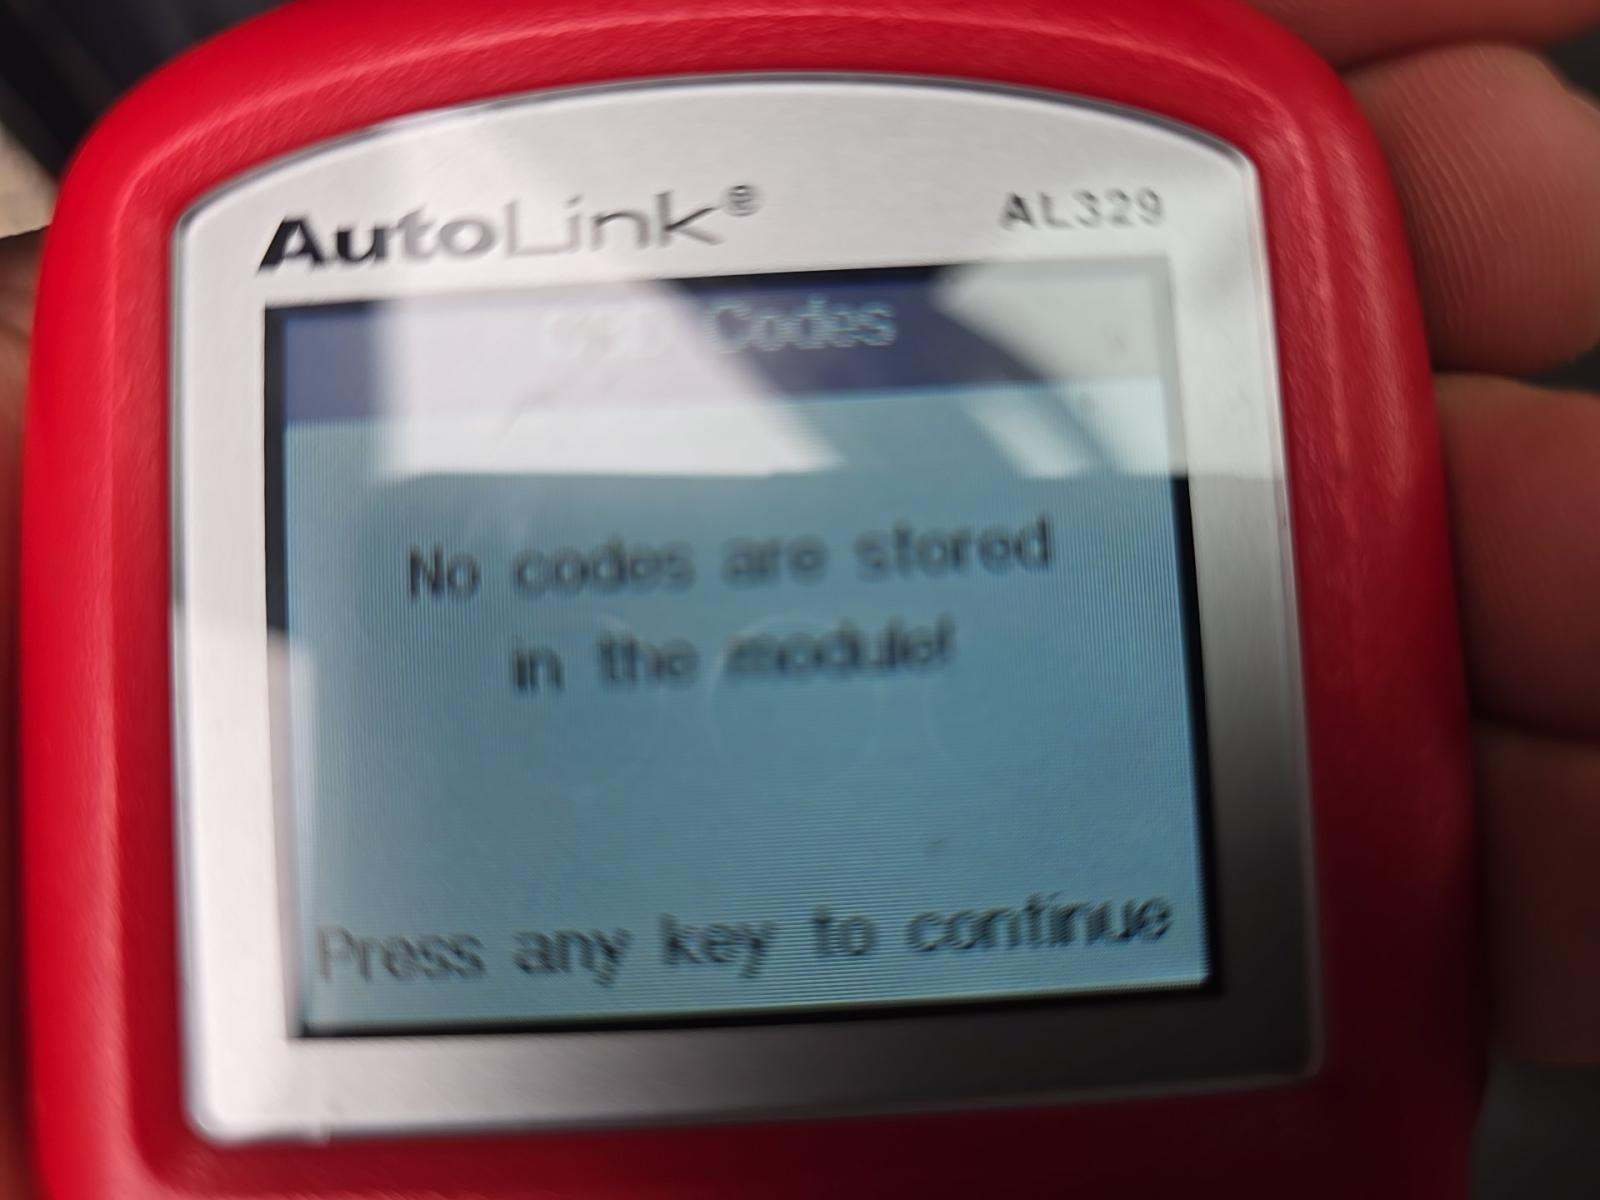 AutoLink®
AL329
Codes
No codes are stored
in the module!
Press any key to continue